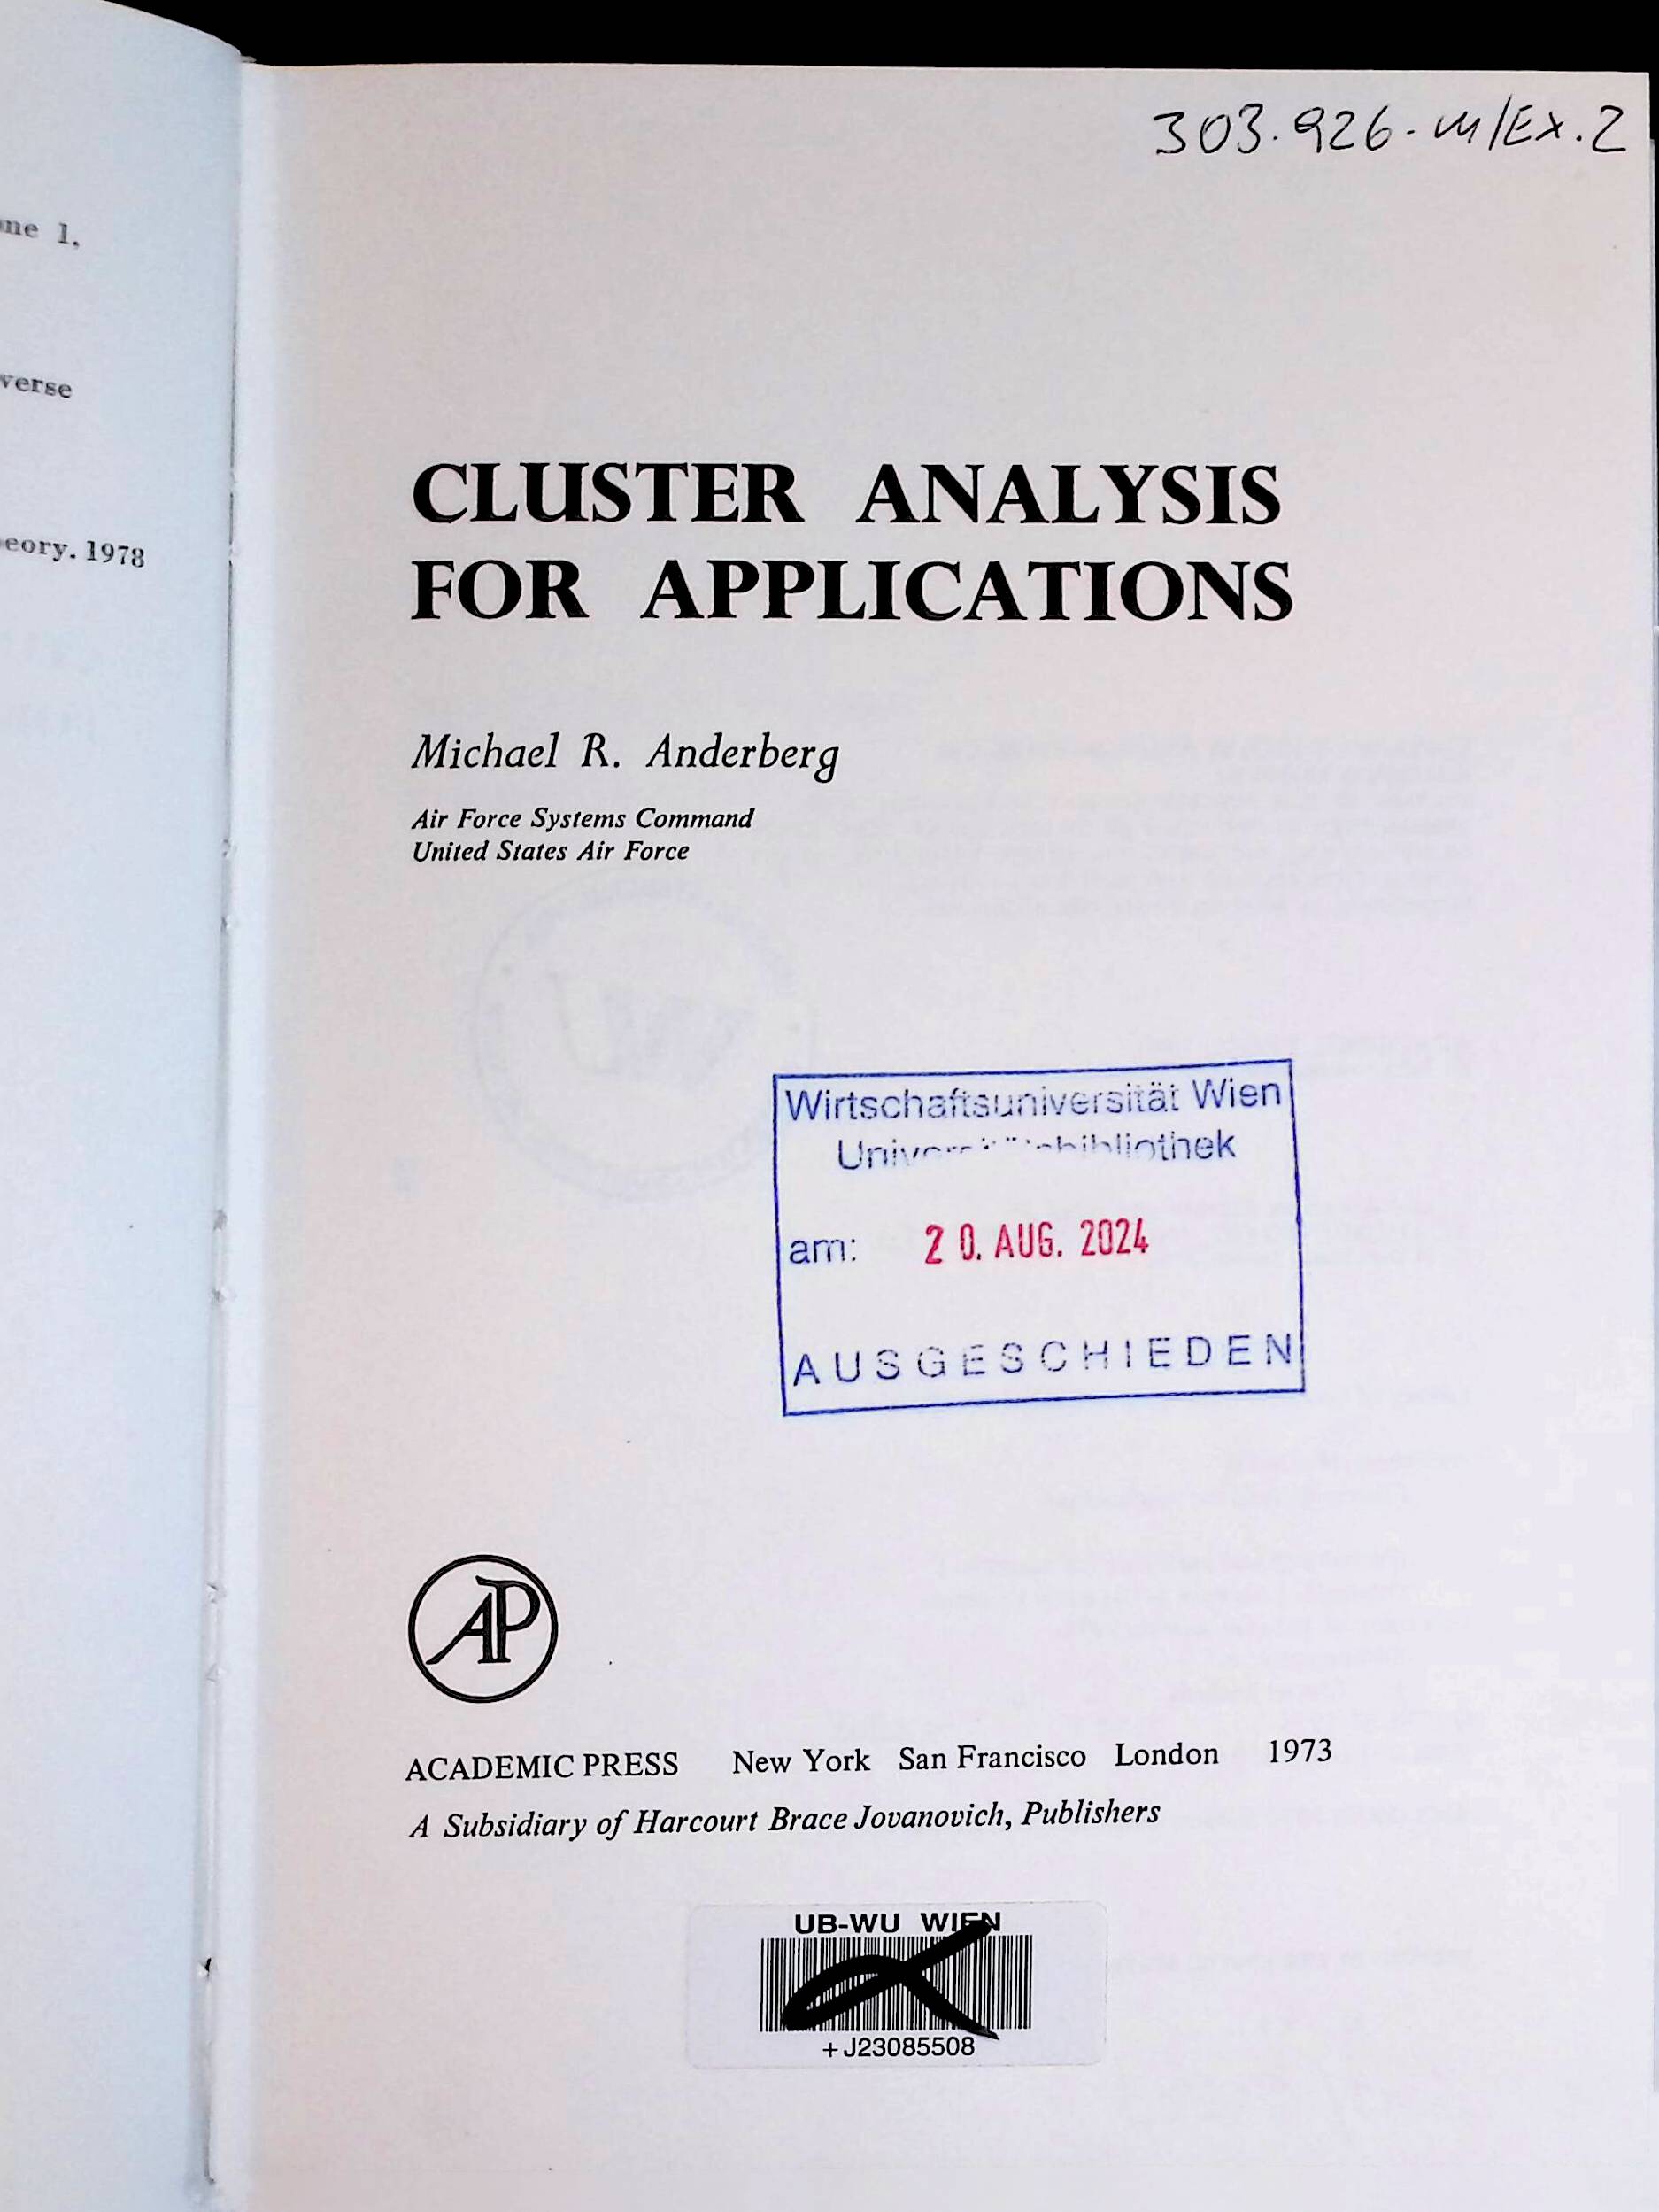 303.926-M/Ex.2
me 1,
verse
eory. 1978
CLUSTER ANALYSIS
FOR APPLICATIONS
Michael R. Anderberg
Air Force Systems Command
United States Air Force
Wirtschaftsuniversität Wien
Universitätsbibliothek
am: 20. AUG. 2024
AUSGESCHIEDEN
AP
ACADEMIC PRESS New York San Francisco London 1973
A Subsidiary of Harcourt Brace Jovanovich, Publishers
UB-WU WIEN
+J23085508